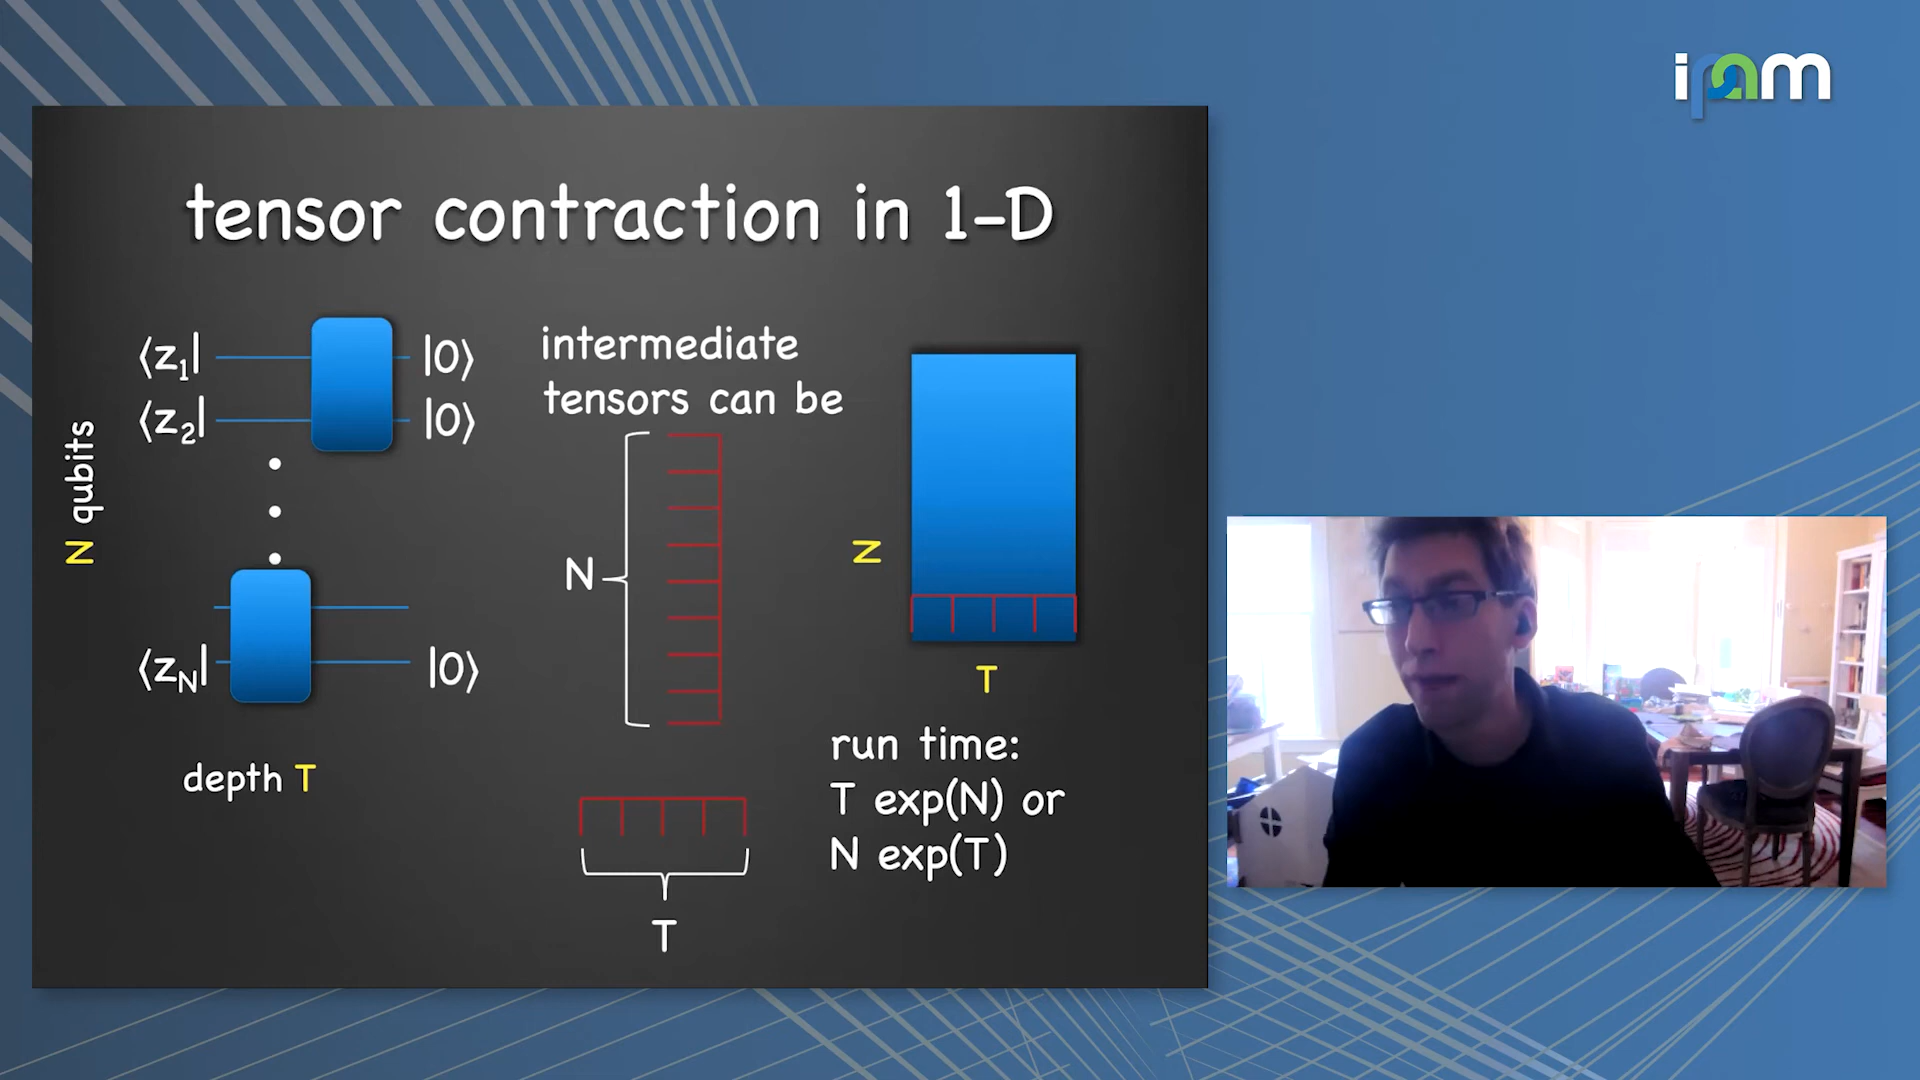 ipam
tensor contraction in 1-D
N qubits
⟨z₁| |0⟩
⟨z₂| |0⟩
⟨z_N| |0⟩
depth T
intermediate
tensors can be
N
T
N
T
run time:
T exp(N) or
N exp(T)